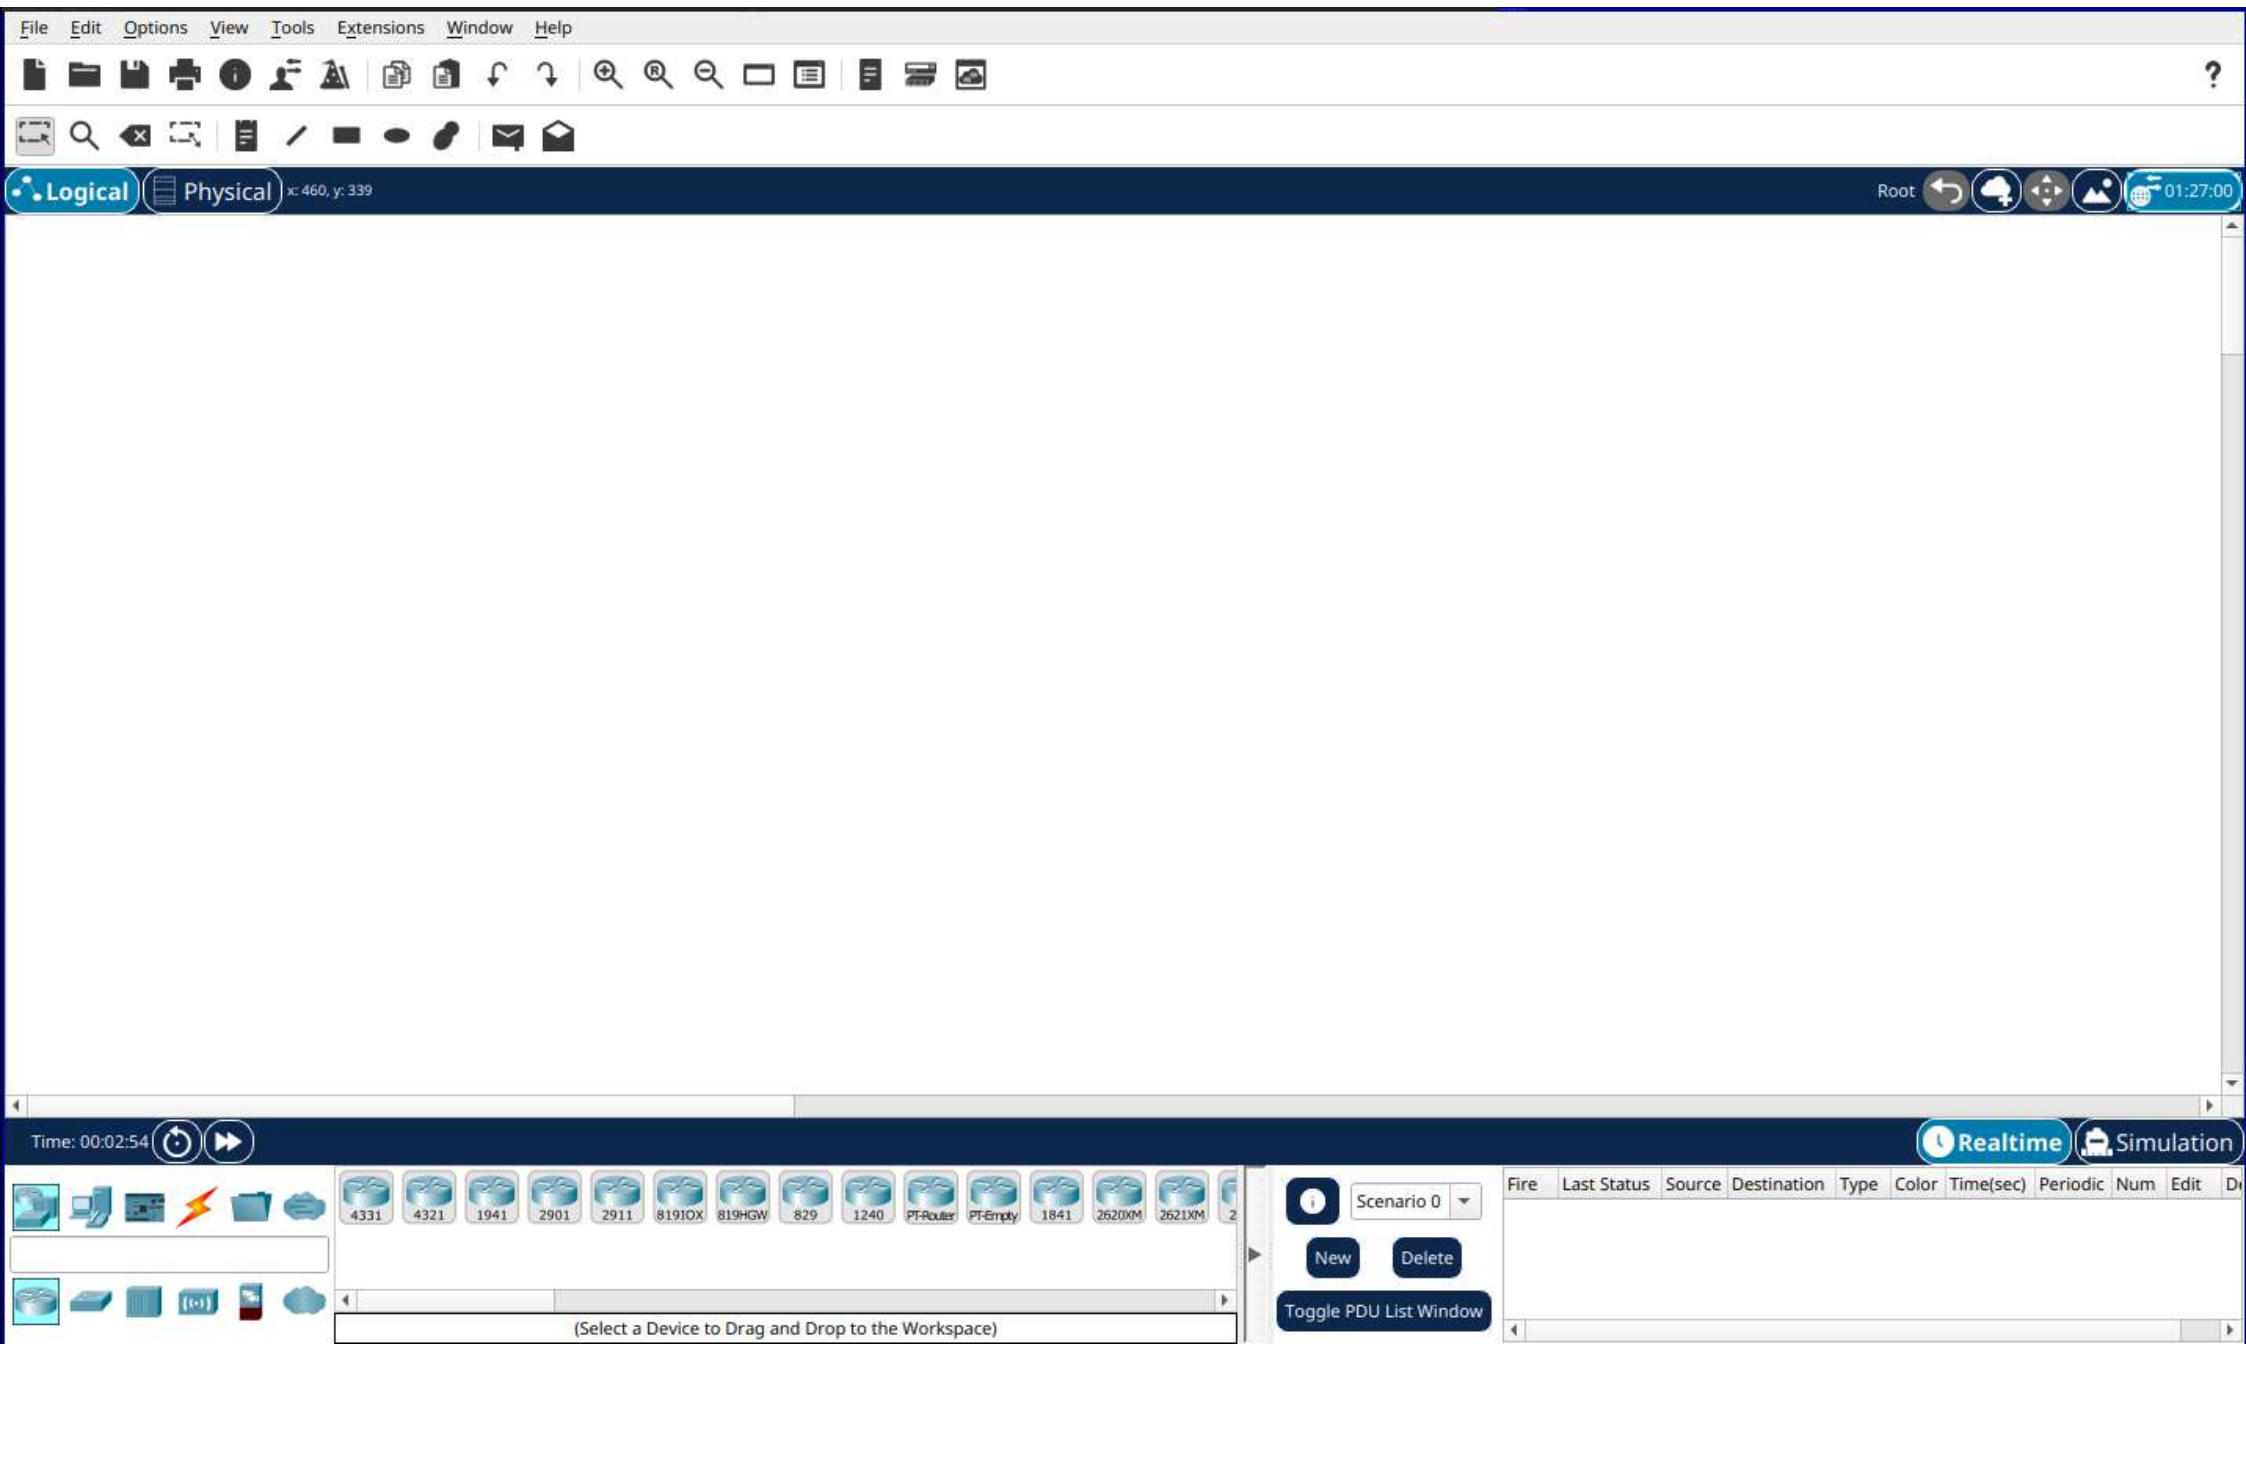 File Edit Options View Tools Extensions Window Help
?
Logical Physical x: 460, y: 339 Root 01:27:00
Time: 00:02:54 Realtime Simulation
4331 4321 1941 2901 2911 819IOX 819HGW 829 1240 PT-Router PT-Empty 1841 2620XM 2621XM 2
(Select a Device to Drag and Drop to the Workspace)
Scenario 0
New Delete
Toggle PDU List Window
Fire Last Status Source Destination Type Color Time(sec) Periodic Num Edit